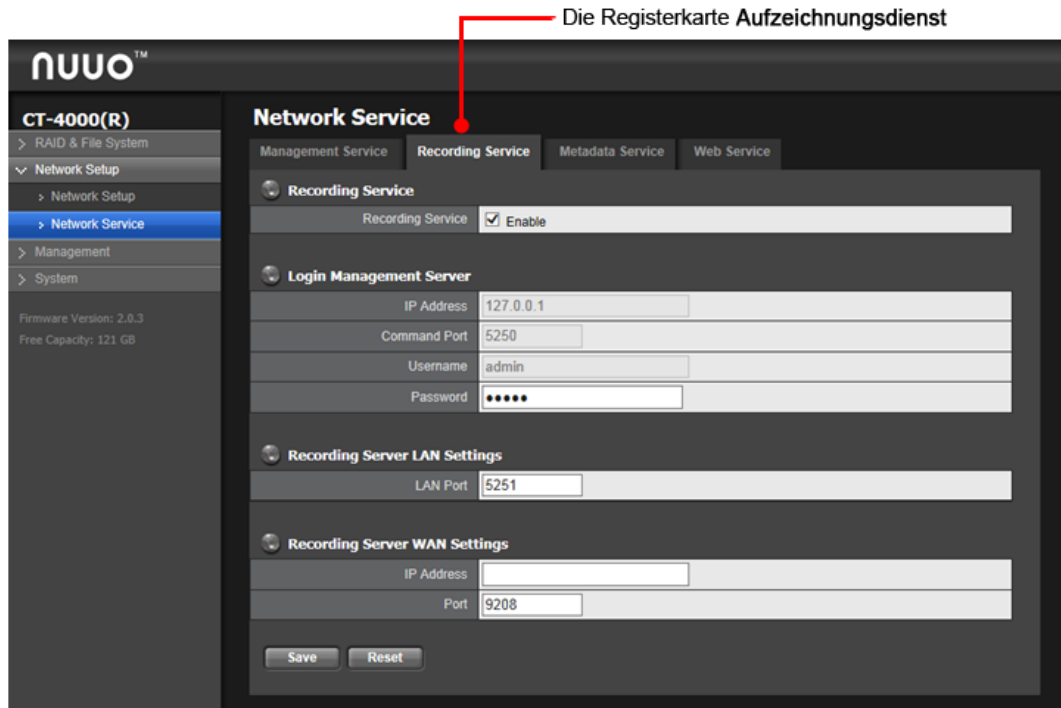 Die Registerkarte Aufzeichnungsdienst
nuuo™
CT-4000(R)
> RAID & File System
Network Setup
> Network Setup
> Network Service
> Management
> System
Firmware Version: 2.0.3
Free Capacity: 121 GB
Network Service
Management Service Recording Service Metadata Service Web Service
Recording Service
Recording Service Enable
Login Management Server
IP Address 127.0.0.1
Command Port 5250
Username admin
Password •••••
Recording Server LAN Settings
LAN Port 5251
Recording Server WAN Settings
IP Address
Port 9208
Save Reset